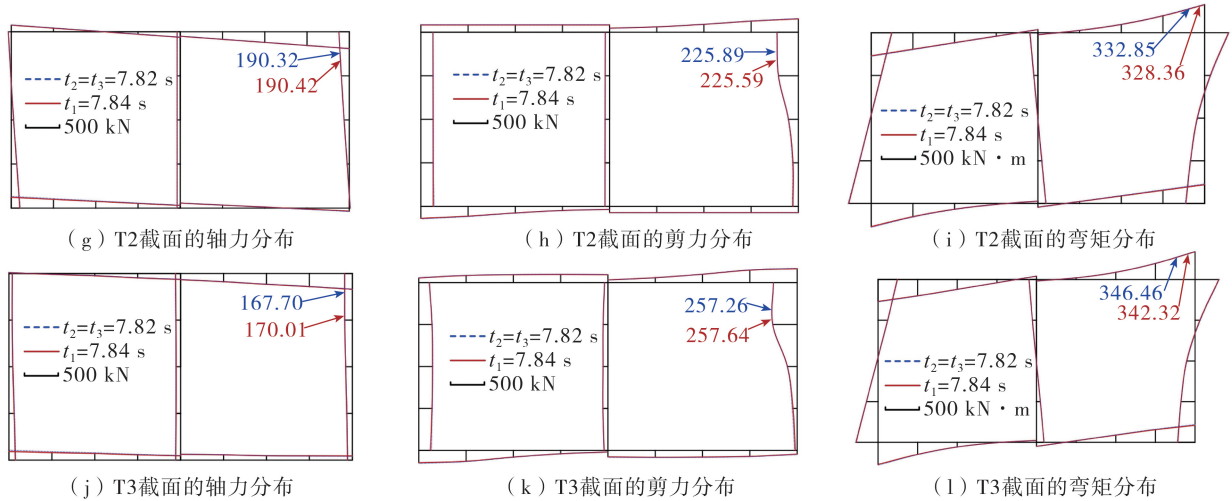 190.32
190.42
t₂=t₃=7.82 s
t₁=7.84 s
500 kN
(g) T2截面的轴力分布
225.89
225.59
t₂=t₃=7.82 s
t₁=7.84 s
500 kN
(h) T2截面的剪力分布
332.85
328.36
t₂=t₃=7.82 s
t₁=7.84 s
500 kN·m
(i) T2截面的弯矩分布
167.70
170.01
t₂=t₃=7.82 s
t₁=7.84 s
500 kN
(j) T3截面的轴力分布
257.26
257.64
t₂=t₃=7.82 s
t₁=7.84 s
500 kN
(k) T3截面的剪力分布
346.46
342.32
t₂=t₃=7.82 s
t₁=7.84 s
500 kN·m
(l) T3截面的弯矩分布